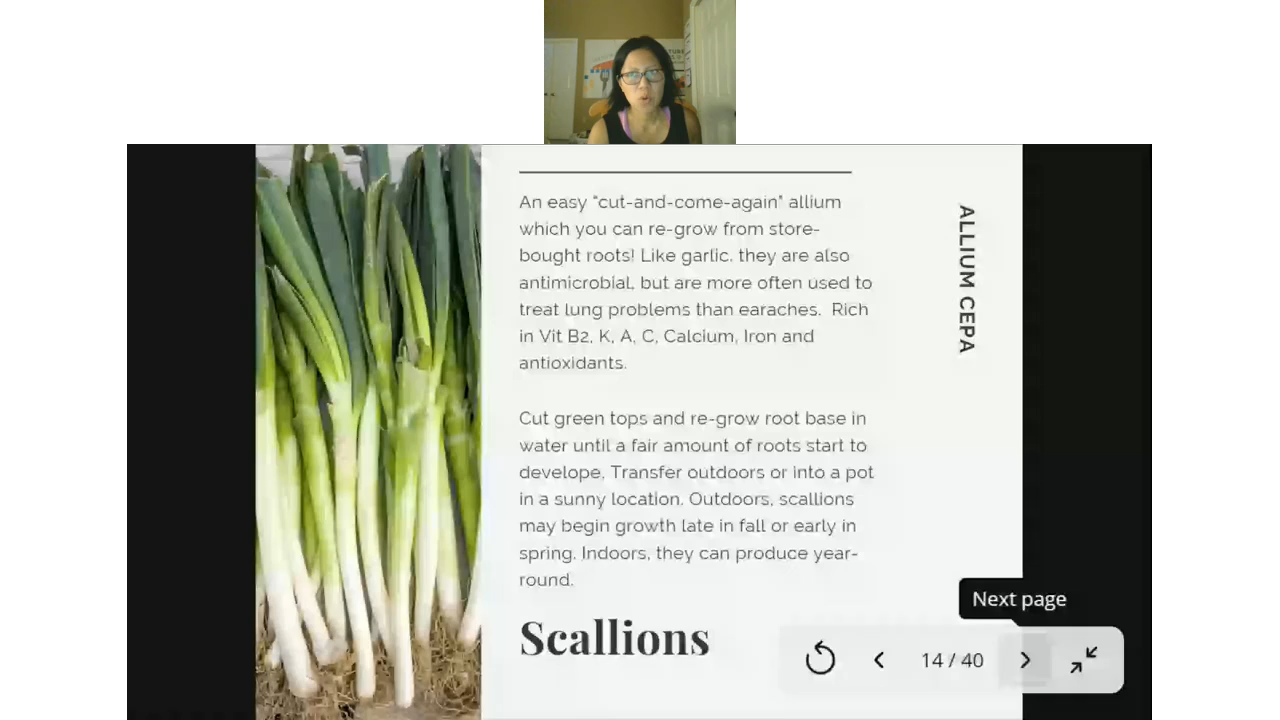 An easy “cut-and-come-again” allium
which you can re-grow from store-
bought roots! Like garlic, they are also
antimicrobial, but are more often used to
treat lung problems than earaches.  Rich
in Vit B2, K, A, C, Calcium, Iron and
antioxidants.
Cut green tops and re-grow root base in
water until a fair amount of roots start to
develope. Transfer outdoors or into a pot
in a sunny location. Outdoors, scallions
may begin growth late in fall or early in
spring. Indoors, they can produce year-
round.
Scallions
ALLIUM CEPA
Next page
14 / 40